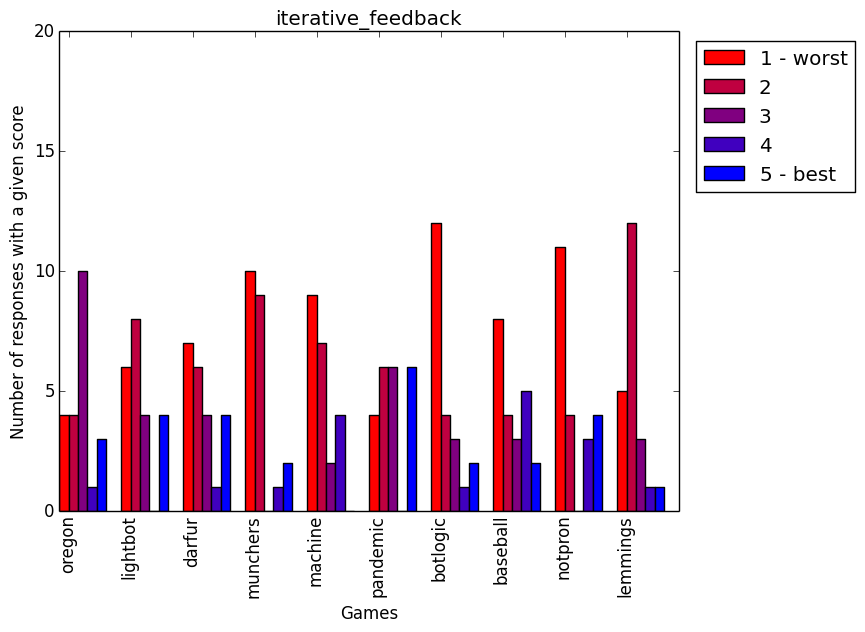 iterative_feedback
Number of responses with a given score
20
15
10
5
0
oregon
lightbot
darfur
munchers
machine
pandemic
botlogic
baseball
notpron
lemmings
Games
1 - worst
2
3
4
5 - best